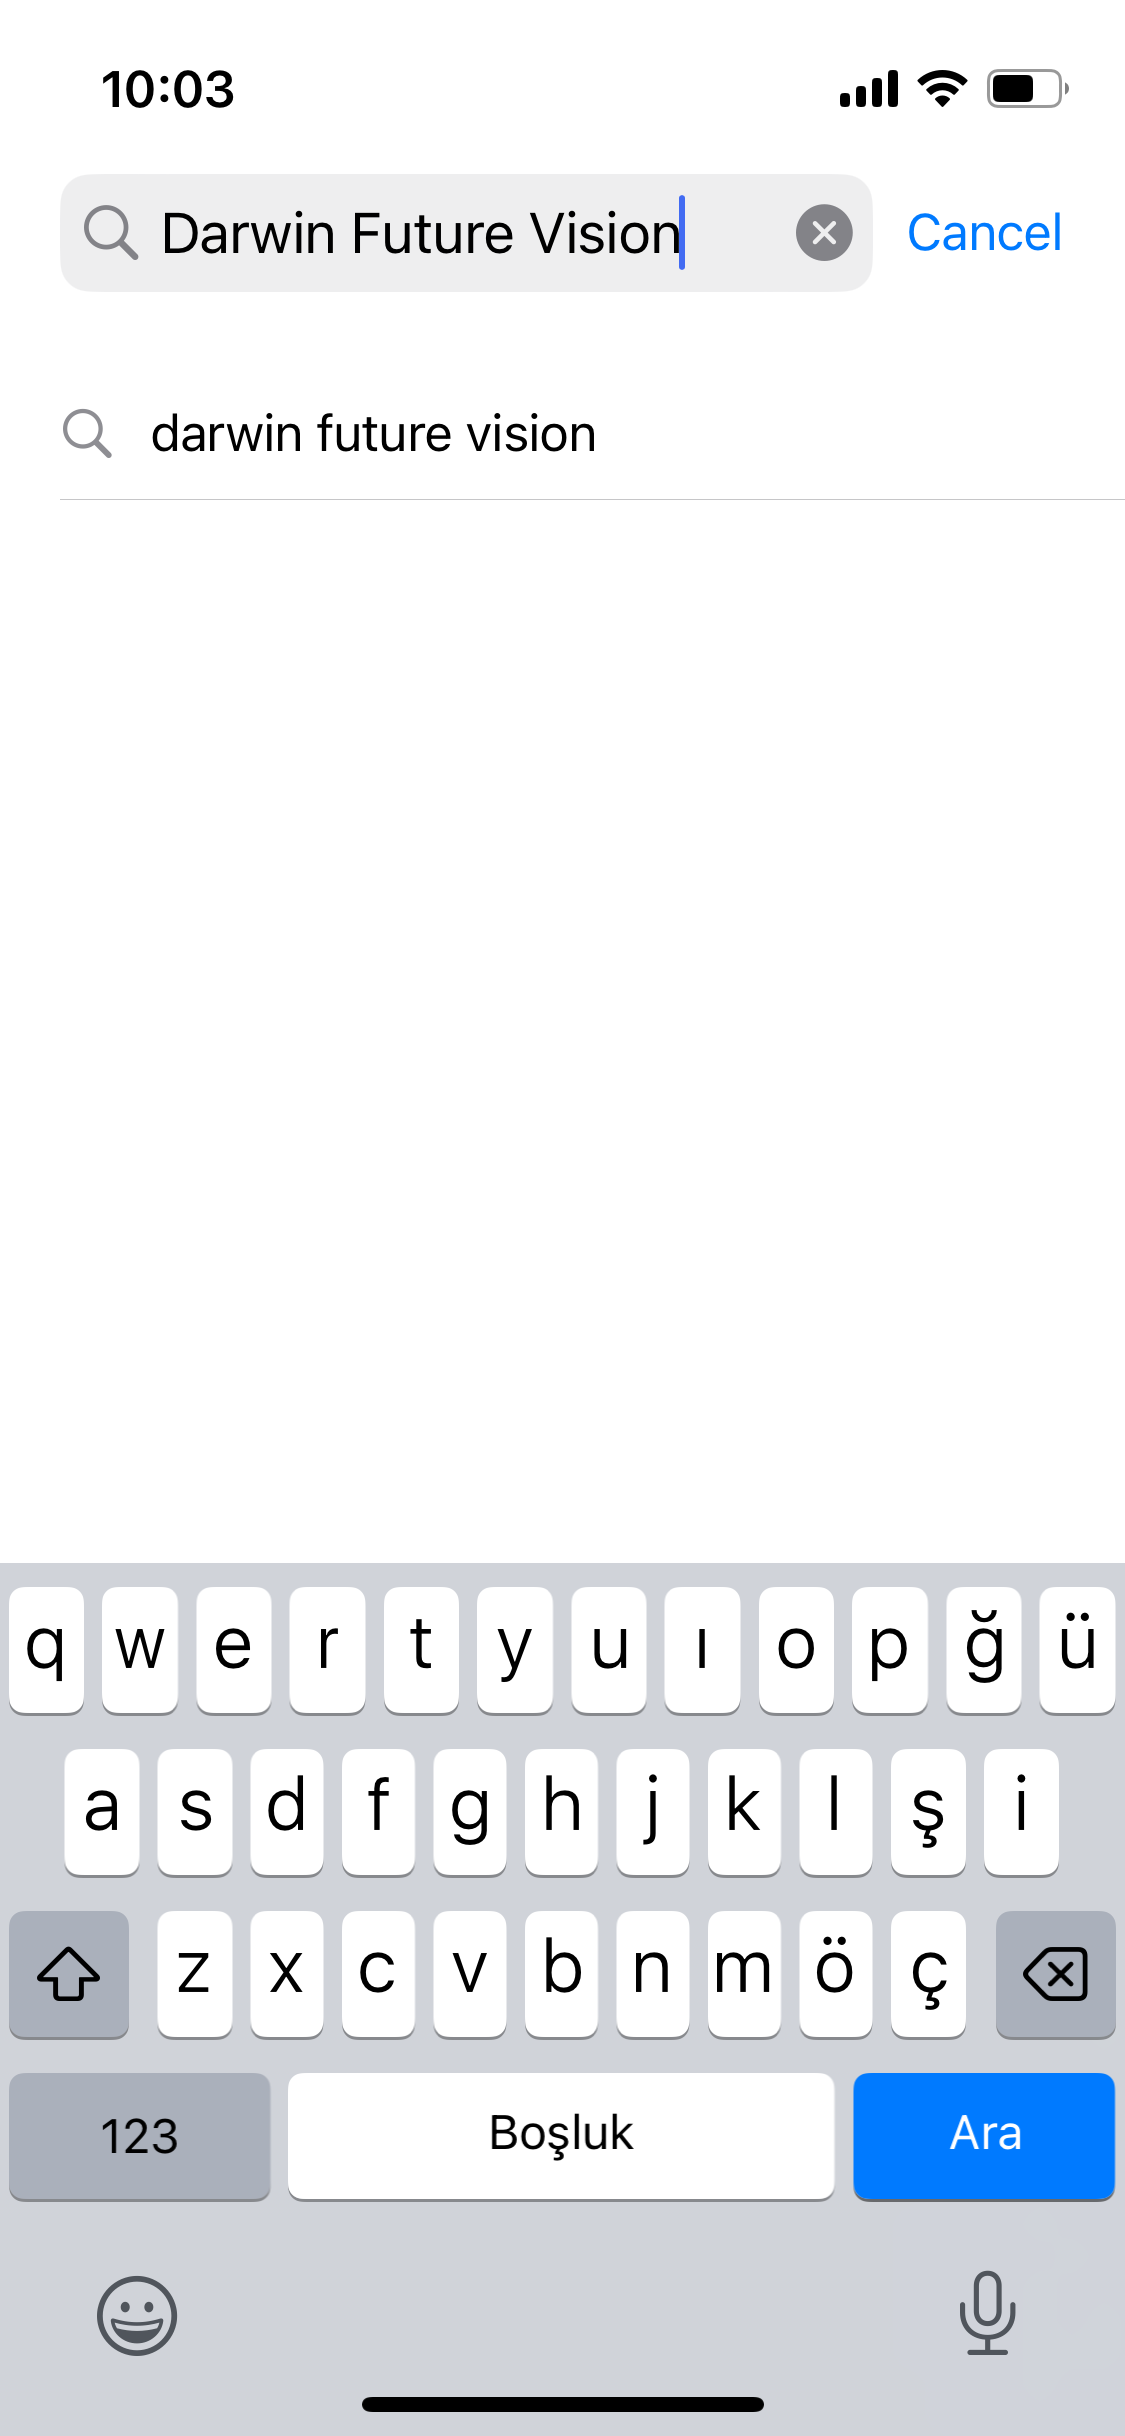 10:03
Darwin Future Vision
Cancel
darwin future vision
q w e r t y u ı o p ğ ü
a s d f g h j k l ş i
z x c v b n m ö ç
123 Boşluk Ara